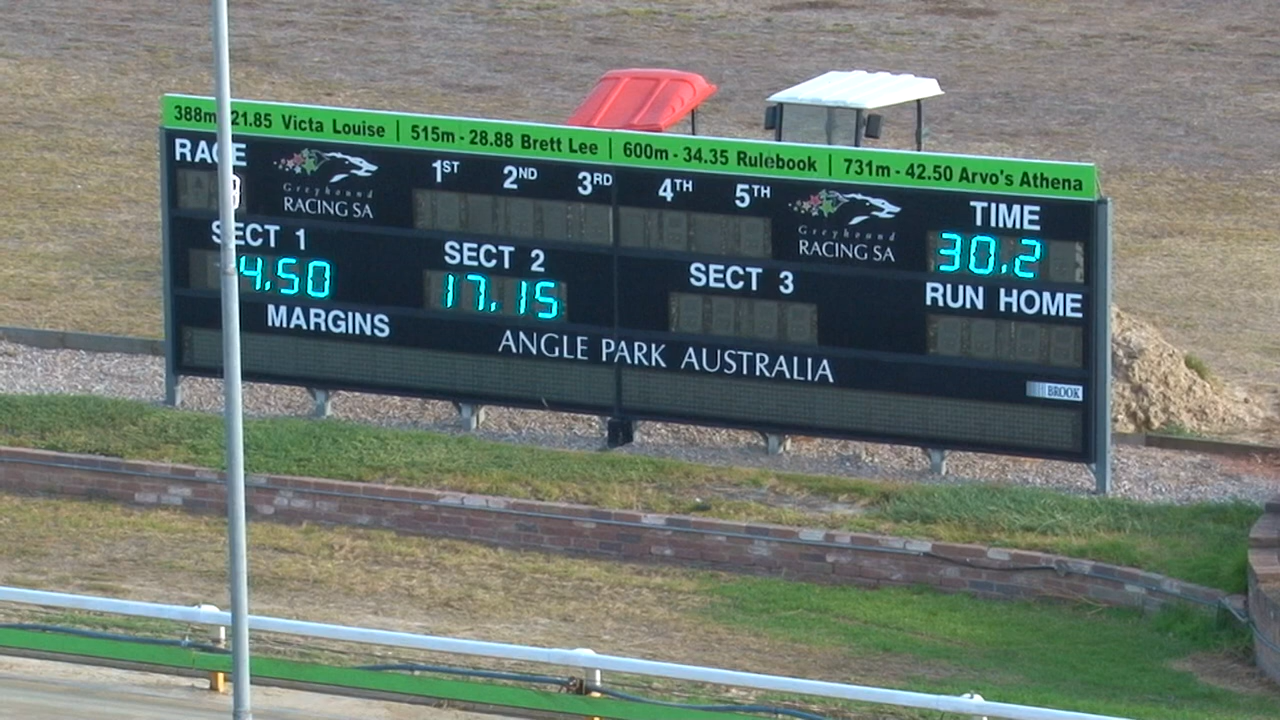 388m 21.85 Victa Louise | 515m - 28.88 Brett Lee | 600m - 34.35 Rulebook | 731m - 42.50 Arvo's Athena
RACE
Greyhound
RACING SA
1ST 2ND 3RD 4TH 5TH
Greyhound
RACING SA
TIME
30.2
SECT 1
4.50
SECT 2
17.15
SECT 3
RUN HOME
MARGINS
ANGLE PARK AUSTRALIA
BROOK